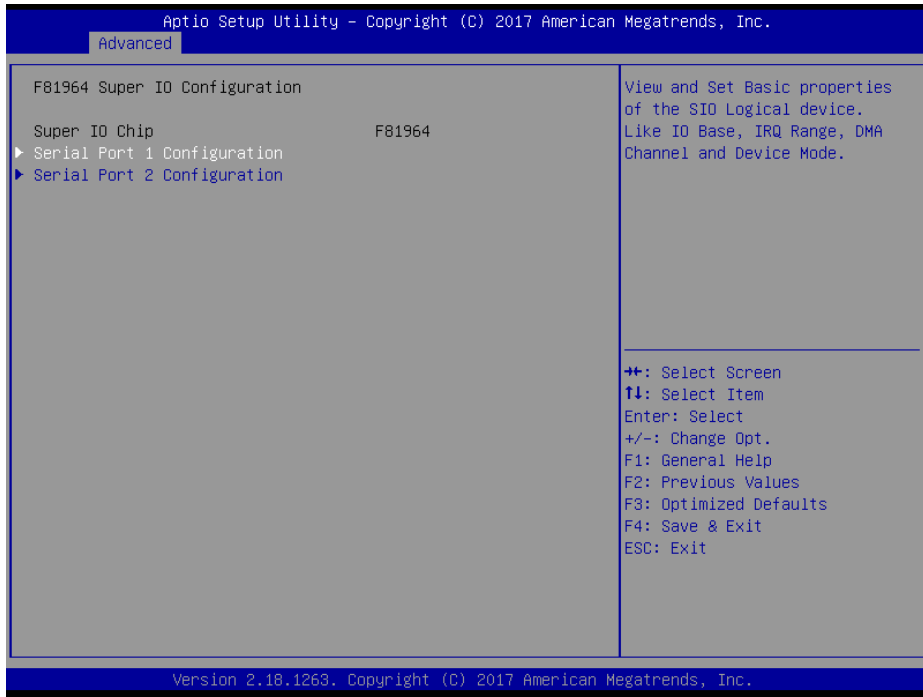 Aptio Setup Utility – Copyright (C) 2017 American Megatrends, Inc.
Advanced
F81964 Super IO Configuration
Super IO Chip F81964
► Serial Port 1 Configuration
► Serial Port 2 Configuration
View and Set Basic properties
of the SIO Logical device.
Like IO Base, IRQ Range, DMA
Channel and Device Mode.
→←: Select Screen
↑↓: Select Item
Enter: Select
+/-: Change Opt.
F1: General Help
F2: Previous Values
F3: Optimized Defaults
F4: Save & Exit
ESC: Exit
Version 2.18.1263. Copyright (C) 2017 American Megatrends, Inc.